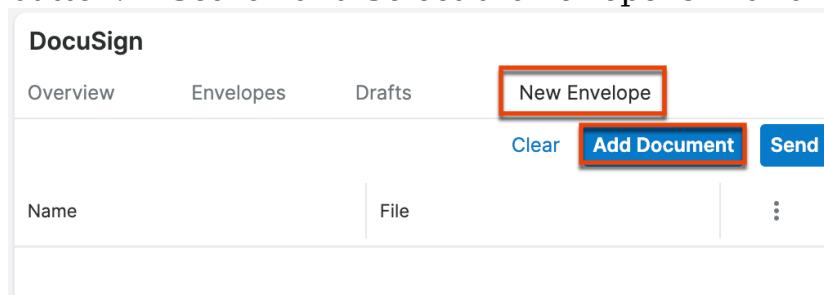 DocuSign
Overview Envelopes Drafts New Envelope
Clear Add Document Send
Name File